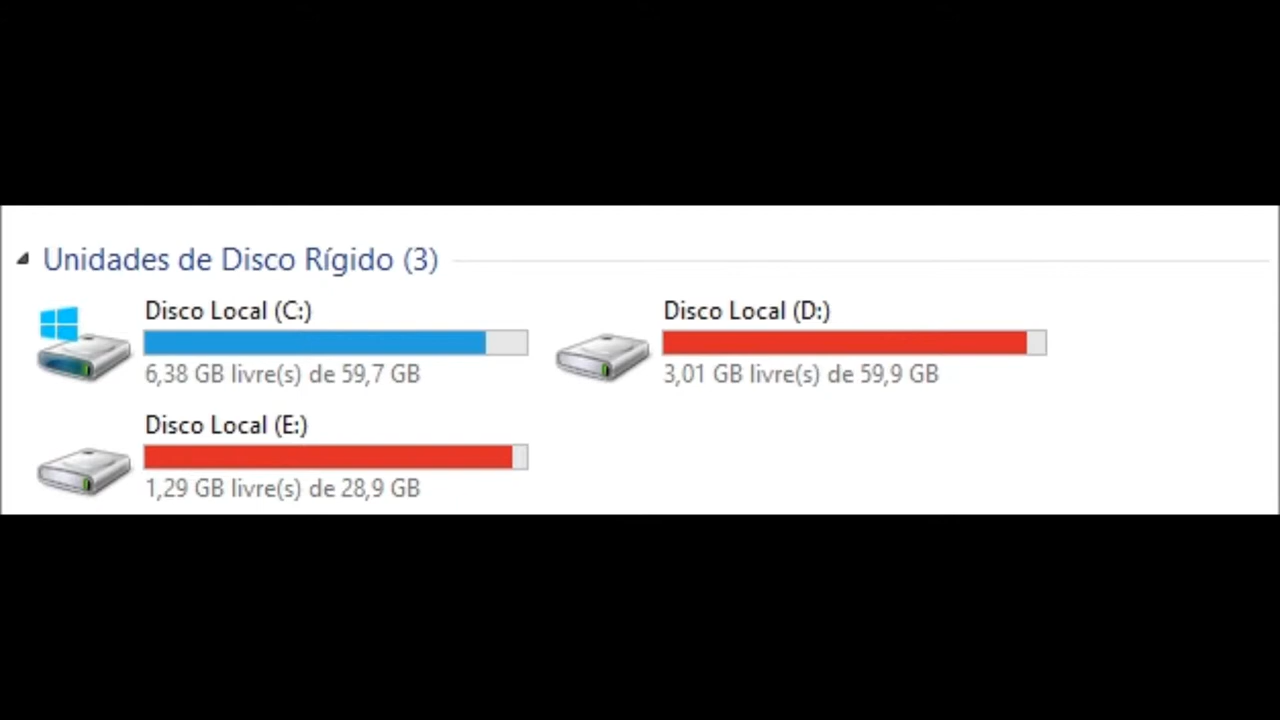 Unidades de Disco Rígido (3)
Disco Local (C:)
6,38 GB livre(s) de 59,7 GB
Disco Local (D:)
3,01 GB livre(s) de 59,9 GB
Disco Local (E:)
1,29 GB livre(s) de 28,9 GB